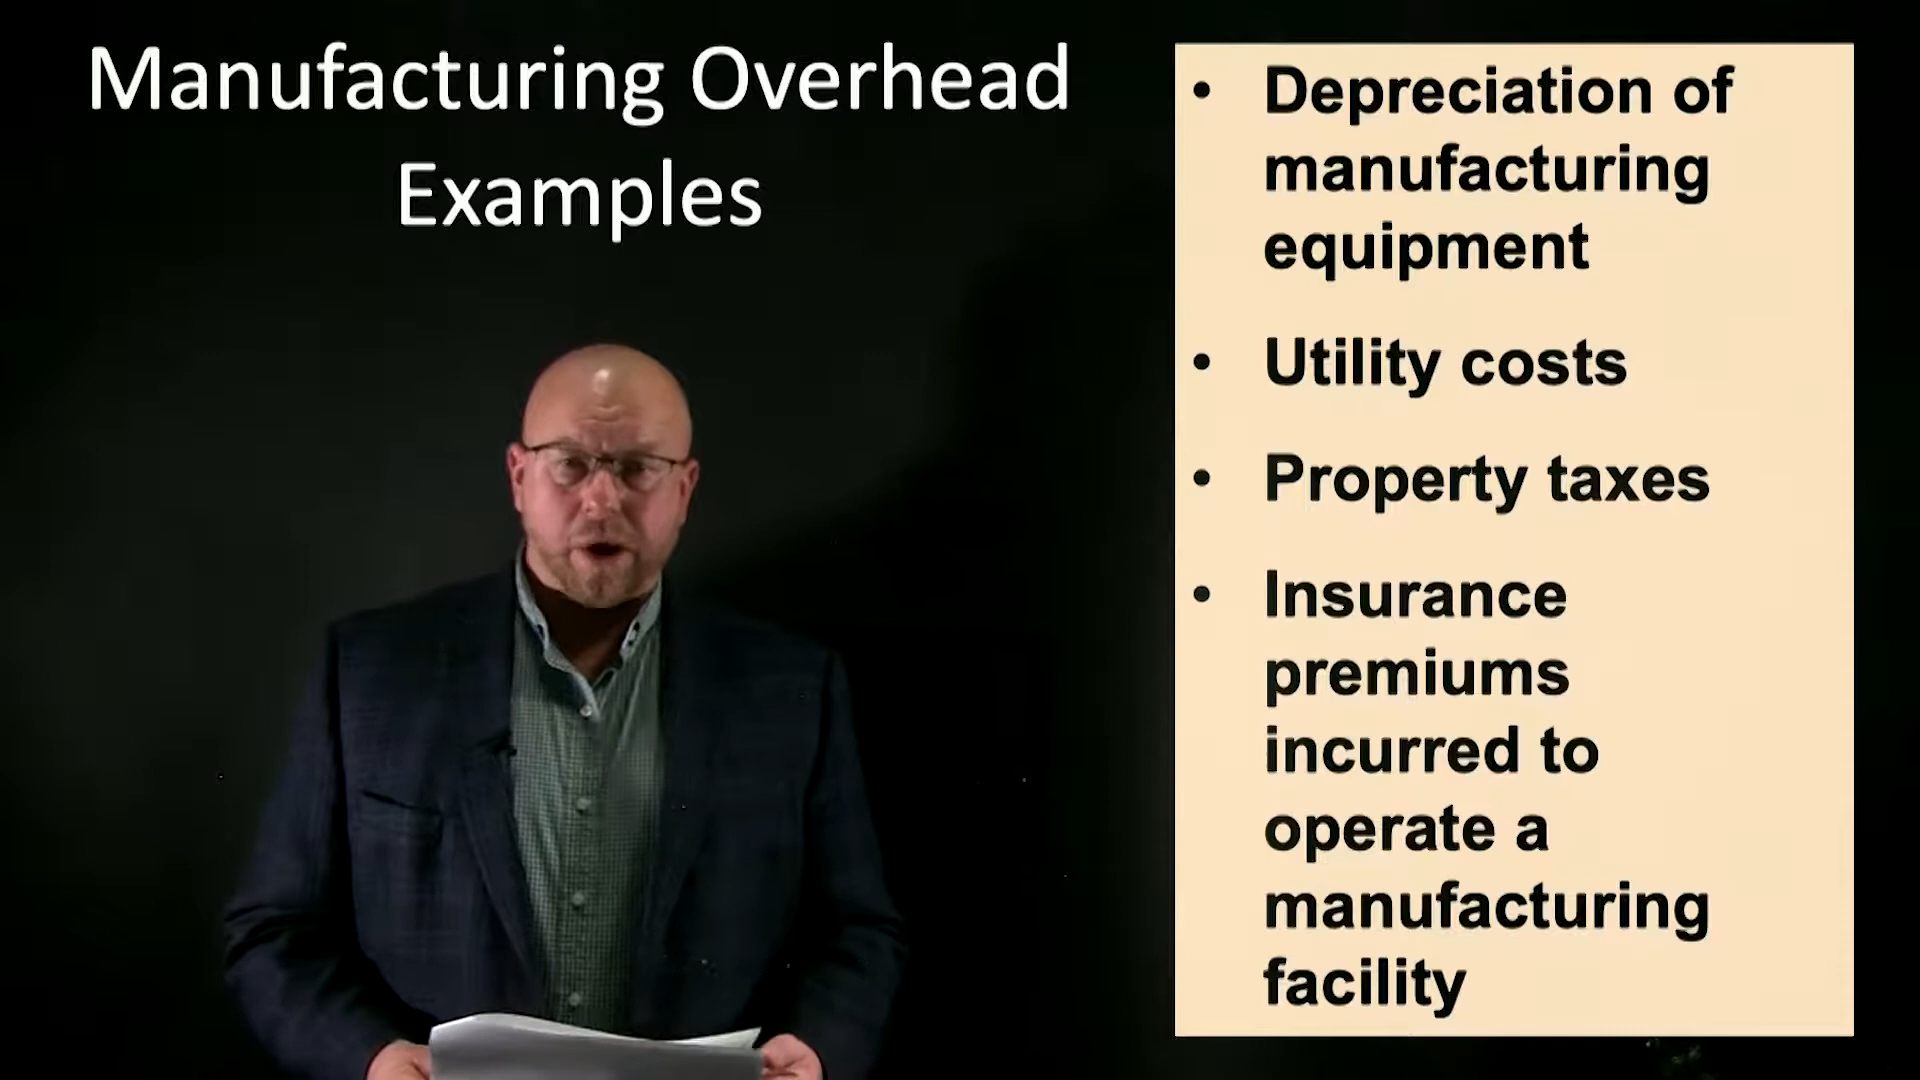 Manufacturing Overhead
Examples
• Depreciation of
manufacturing
equipment
• Utility costs
• Property taxes
• Insurance
premiums
incurred to
operate a
manufacturing
facility